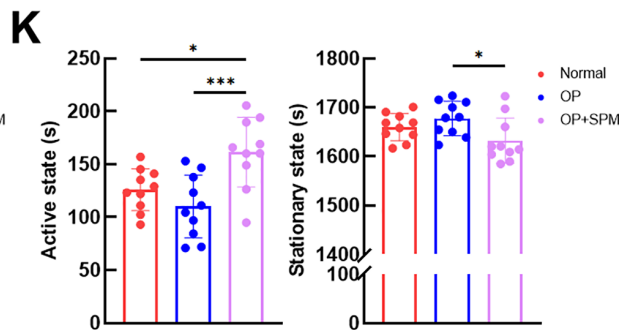 K
M
Active state (s)
250
200
150
100
50
0
*
***
Stationary state (s)
1800
1700
1600
1500
1400
100
0
*
Normal
OP
OP+SPM